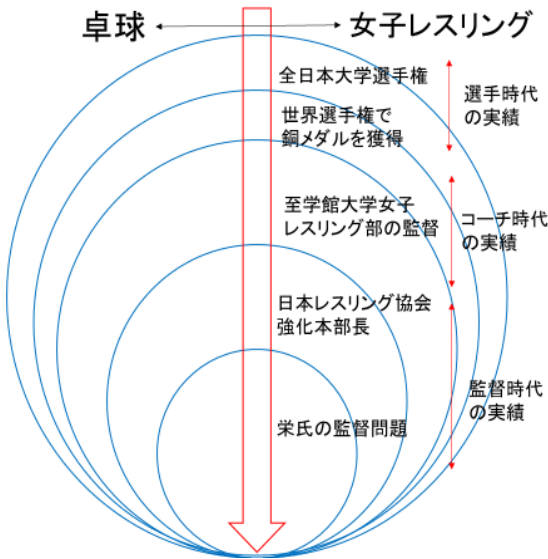 卓球
女子レスリング
全日本大学選手権
選手時代
の実績
世界選手権で
銅メダルを獲得
至学館大学女子
レスリング部の監督
コーチ時代
の実績
日本レスリング協会
強化本部長
監督時代
の実績
栄氏の監督問題